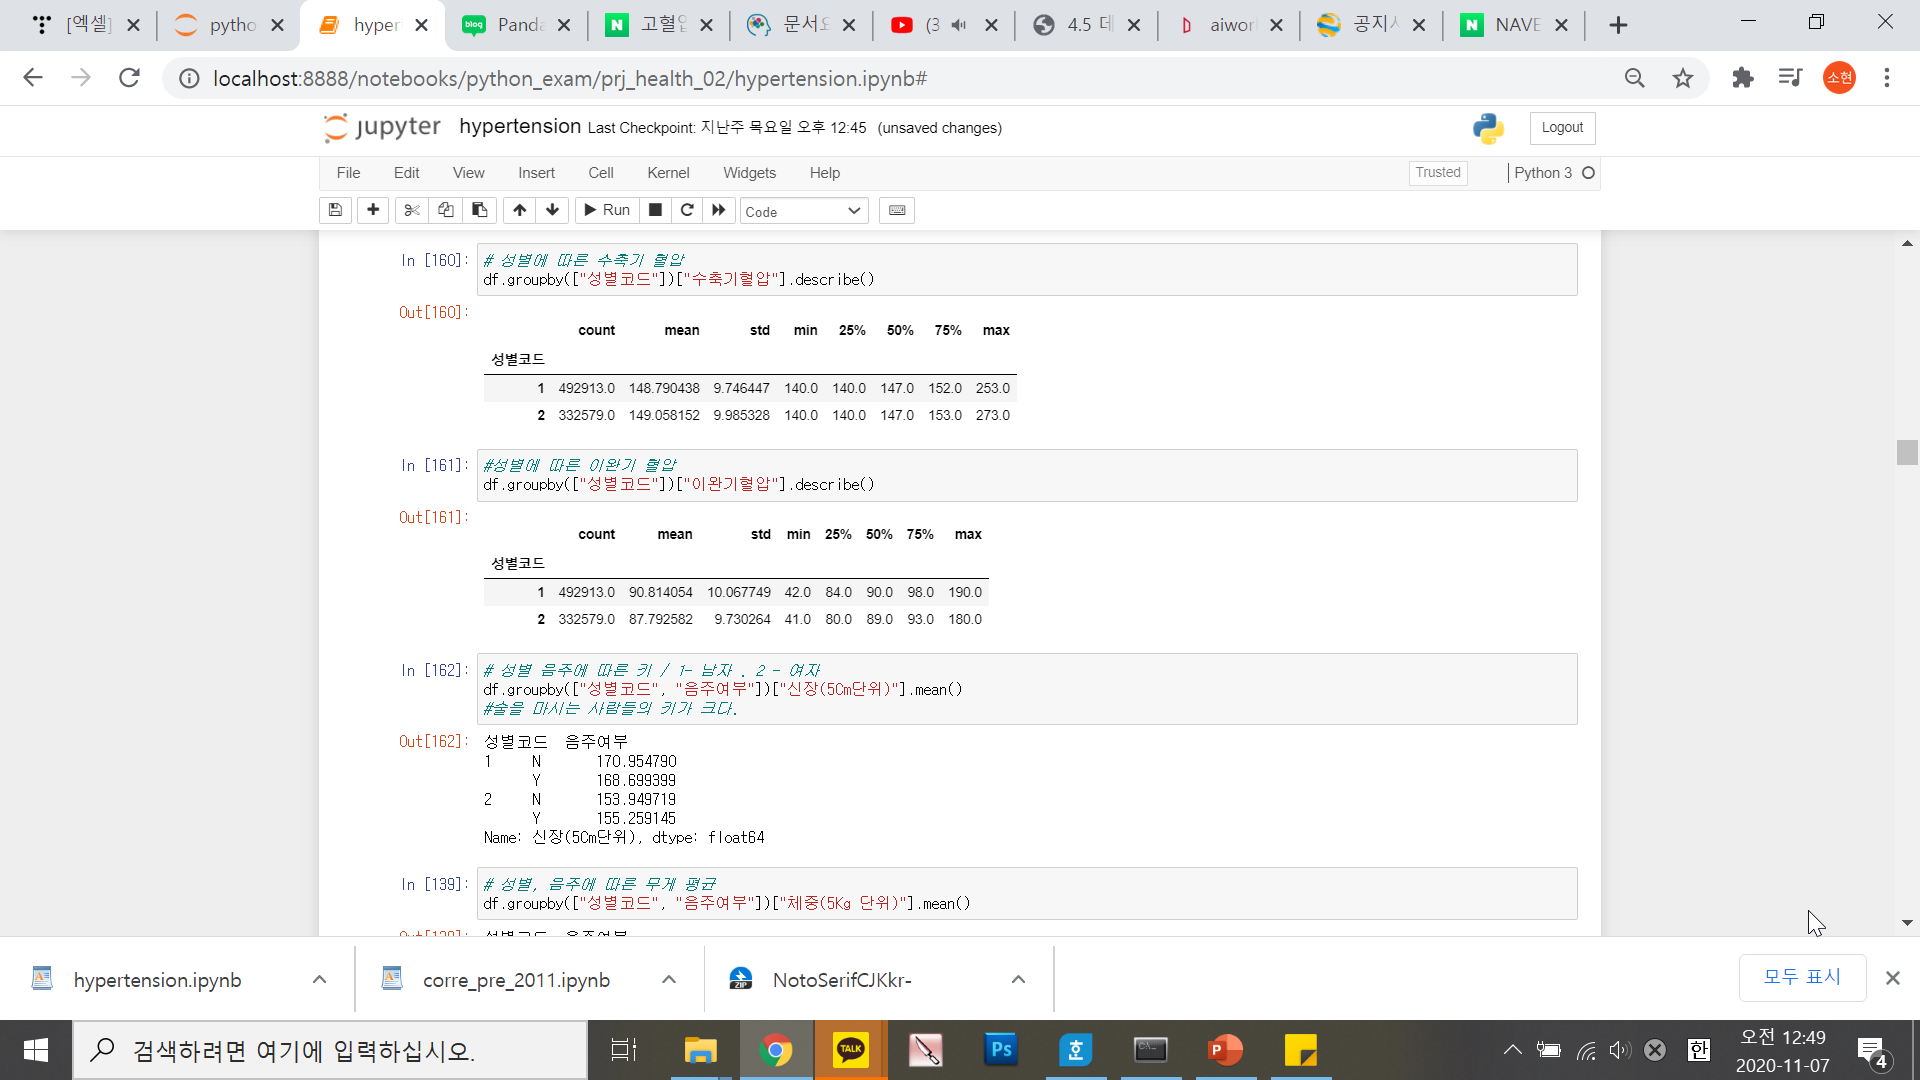 [엑셀]
pytho
hyper
blog Panda
N 고혈압
문서요
(3
4.5 데
aiwork
공지사
N NAVE
localhost:8888/notebooks/python_exam/prj_health_02/hypertension.ipynb#
소현
jupyter hypertension Last Checkpoint: 지난주 목요일 오후 12:45 (unsaved changes)
Logout
File Edit View Insert Cell Kernel Widgets Help
Trusted
Python 3
Run
Code
In [160]: # 성별에 따른 수축기 혈압
df.groupby(["성별코드"])["수축기혈압"].describe()
Out[160]:
count mean std min 25% 50% 75% max
성별코드
1 492913.0 148.790438 9.746447 140.0 140.0 147.0 152.0 253.0
2 332579.0 149.058152 9.985328 140.0 140.0 147.0 153.0 273.0
In [161]: #성별에 따른 이완기 혈압
df.groupby(["성별코드"])["이완기혈압"].describe()
Out[161]:
count mean std min 25% 50% 75% max
성별코드
1 492913.0 90.814054 10.067749 42.0 84.0 90.0 98.0 190.0
2 332579.0 87.792582 9.730264 41.0 80.0 89.0 93.0 180.0
In [162]: # 성별 음주에 따른 키 / 1- 남자 . 2 - 여자
df.groupby(["성별코드", "음주여부"])["신장(5Cm단위)"].mean()
#술을 마시는 사람들의 키가 크다.
Out[162]: 성별코드 음주여부
1 N 170.954790
Y 168.699399
2 N 153.949719
Y 155.259145
Name: 신장(5Cm단위), dtype: float64
In [139]: # 성별, 음주에 따른 무게 평균
df.groupby(["성별코드", "음주여부"])["체중(5Kg 단위)"].mean()
Out[139]: 성별코드 음주여부
hypertension.ipynb
corre_pre_2011.ipynb
ZIP NotoSerifCJKkr-
모두 표시
검색하려면 여기에 입력하십시오.
TALK
Ps
호
C:\_
P
한
오전 12:49
2020-11-07
4